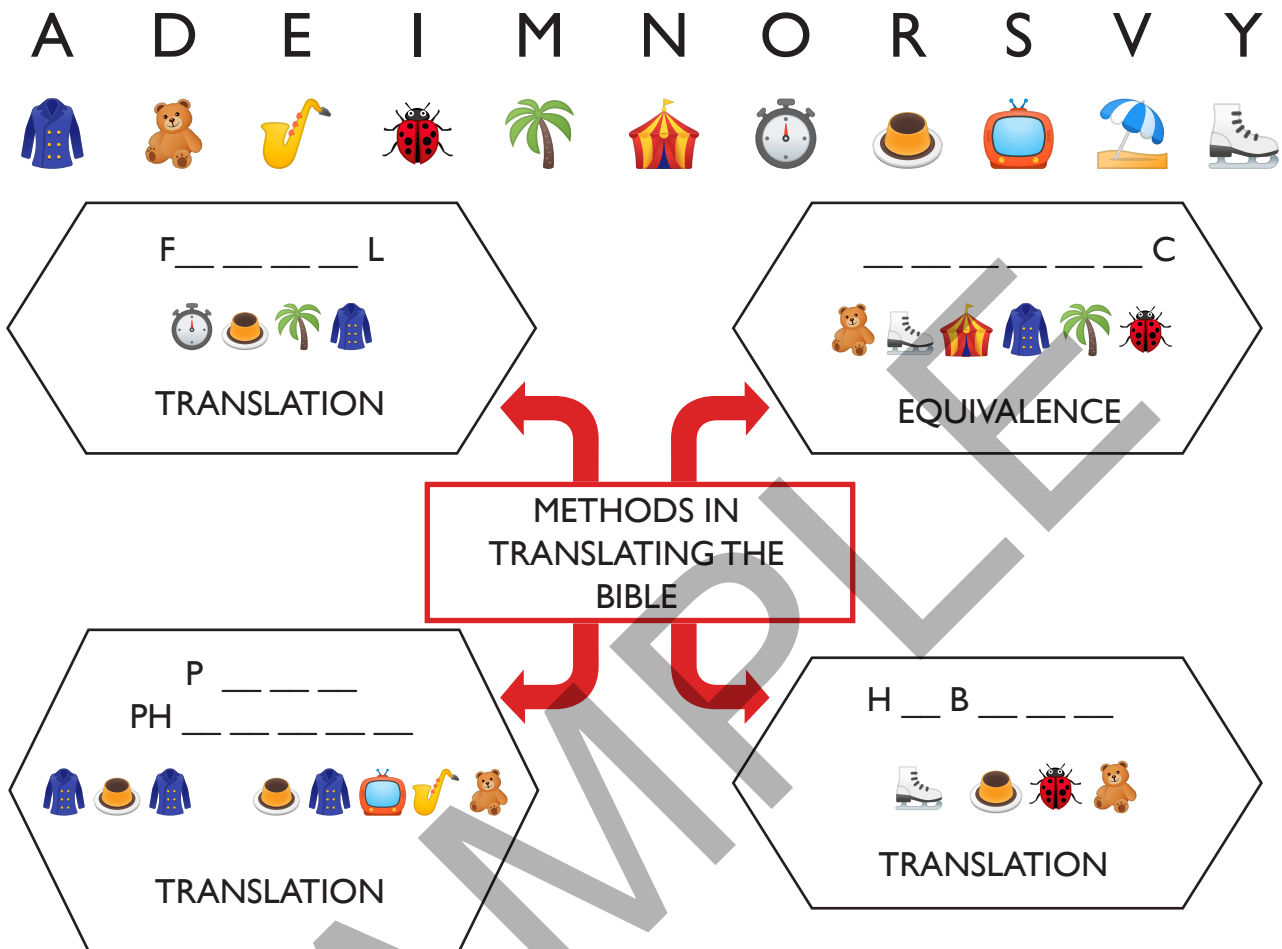 A D E I M N O R S V Y
F__ __ __ __ L
TRANSLATION
__ __ __ __ __ __ C
EQUIVALENCE
METHODS IN
TRANSLATING THE
BIBLE
P __ __ __
PH __ __ __ __ __
TRANSLATION
H __ B __ __ __
TRANSLATION
SAMPLE